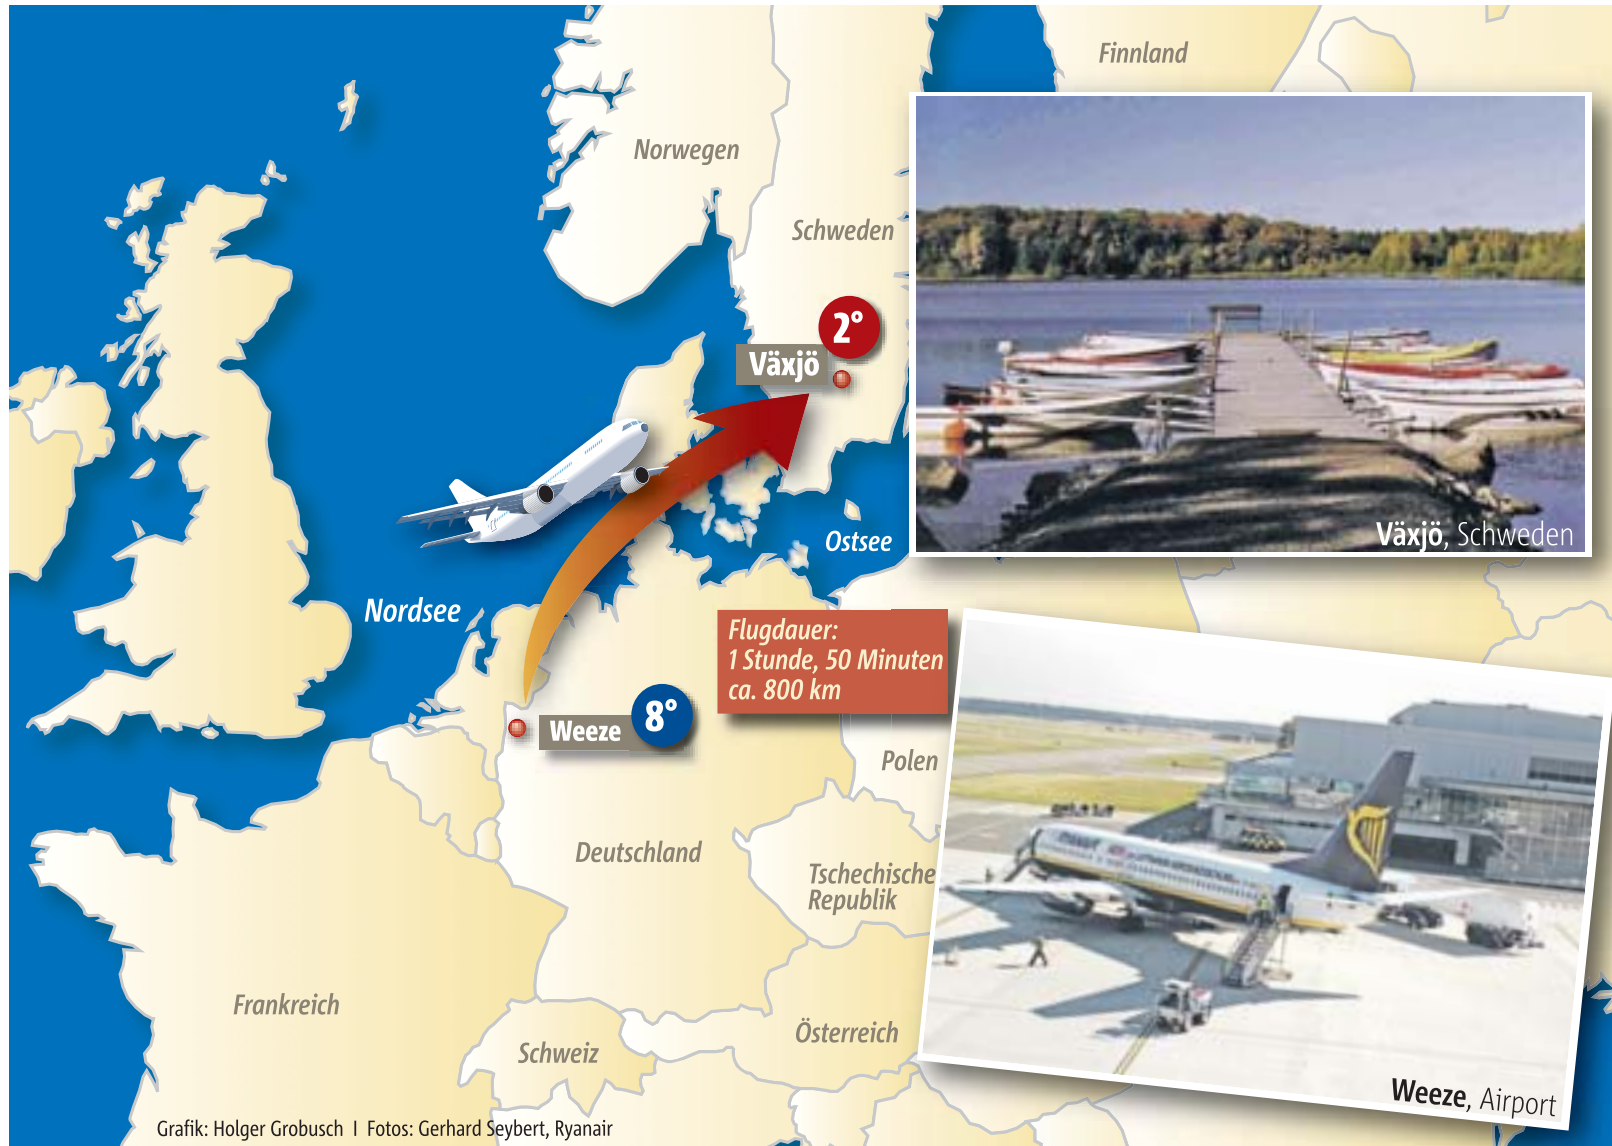 Finnland
Norwegen
Schweden
2°
Växjö
Växjö, Schweden
Ostsee
Nordsee
Flugdauer:
1 Stunde, 50 Minuten
ca. 800 km
8°
Weeze
Polen
Deutschland
Tschechische
Republik
Frankreich
Österreich
Schweiz
Weeze, Airport
Grafik: Holger Grobusch I Fotos: Gerhard Seybert, Ryanair